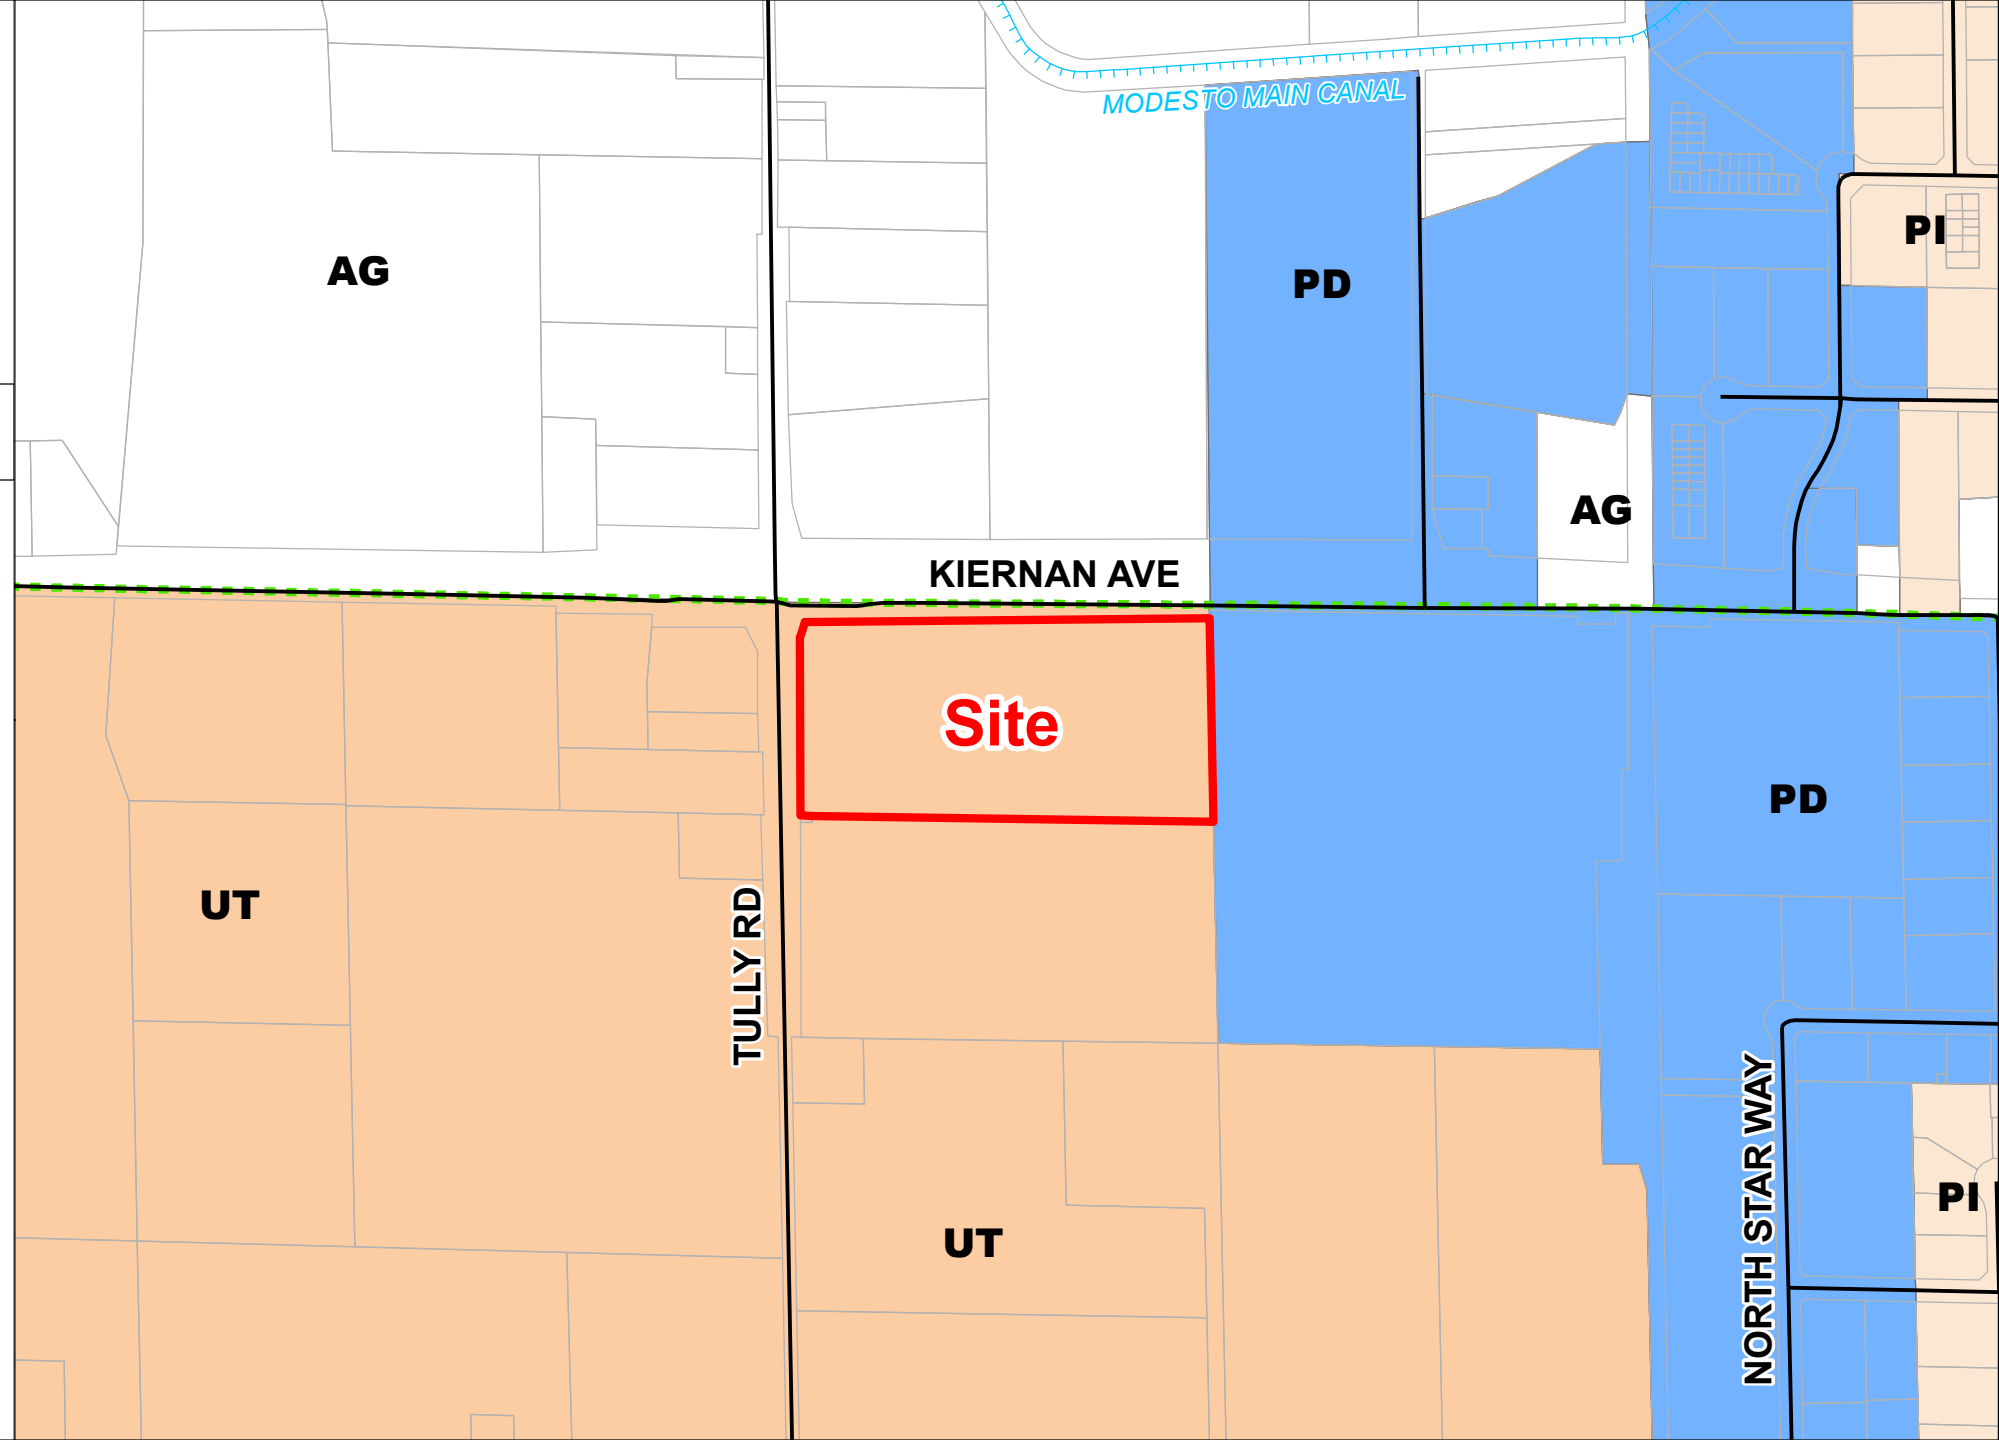 MODESTO MAIN CANAL
PI
AG
PD
AG
KIERNAN AVE
Site
PD
UT
TULLY RD
NORTH STAR WAY
PI
UT